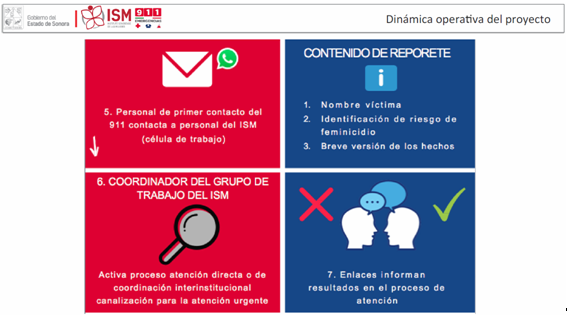 Gobierno del
Estado de Sonora
ISM
911
Dinámica operativa del proyecto
5. Personal de primer contacto del
911 contacta a personal del ISM
(célula de trabajo)
CONTENIDO DE REPORETE
i
1. Nombre víctima
2. Identificación de riesgo de
feminicidio
3. Breve versión de los hechos
6. COORDINADOR DEL GRUPO DE
TRABAJO DEL ISM
Activa proceso atención directa o de
coordinación interinstitucional
canalización para la atención urgente
7. Enlaces informan
resultados en el proceso de
atención